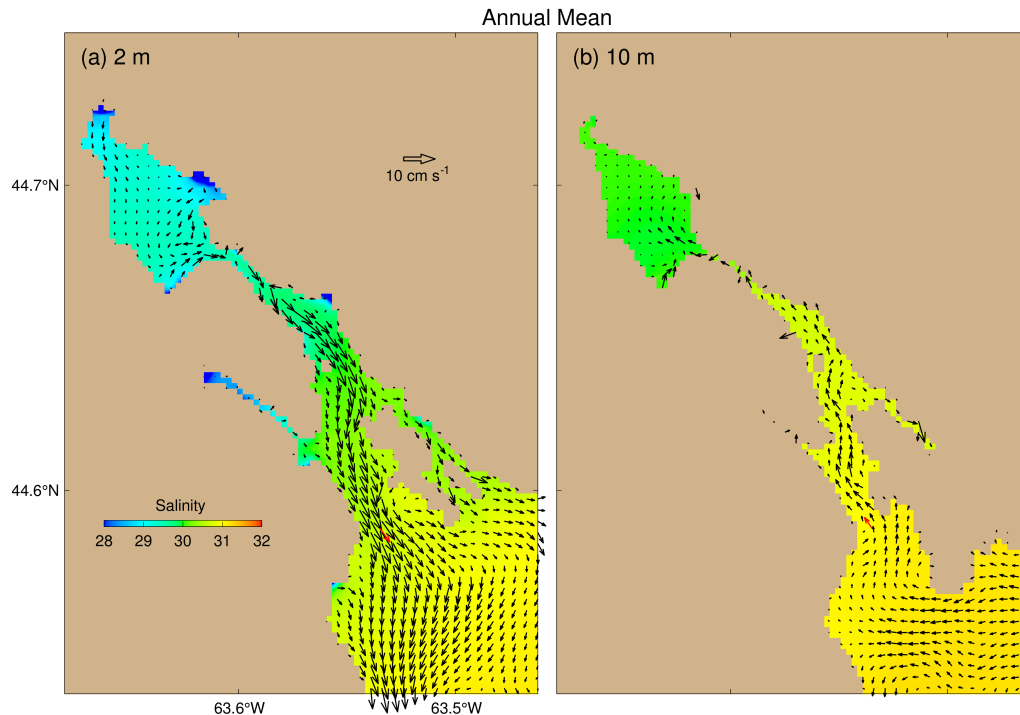 Annual Mean
(a) 2 m
(b) 10 m
10 cm s⁻¹
44.7°N
44.6°N
Salinity
28 29 30 31 32
63.6°W 63.5°W